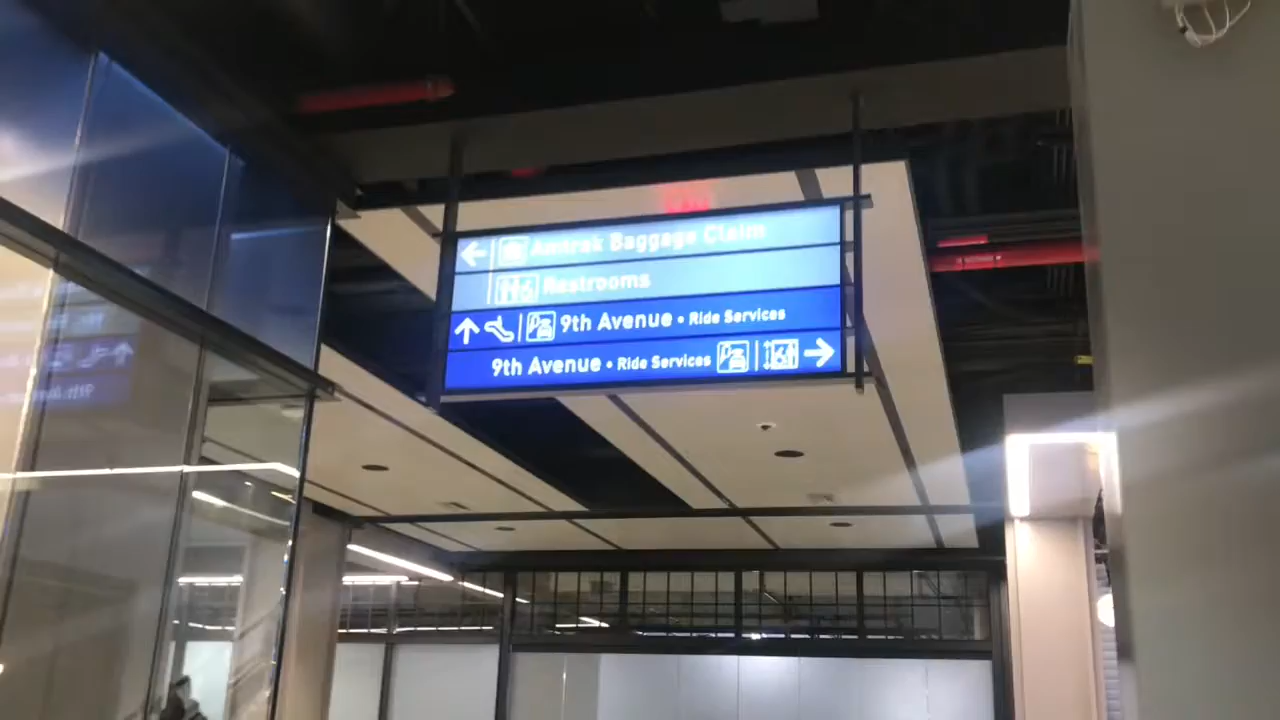 Amtrak Baggage Claim
Restrooms
9th Avenue • Ride Services
9th Avenue • Ride Services